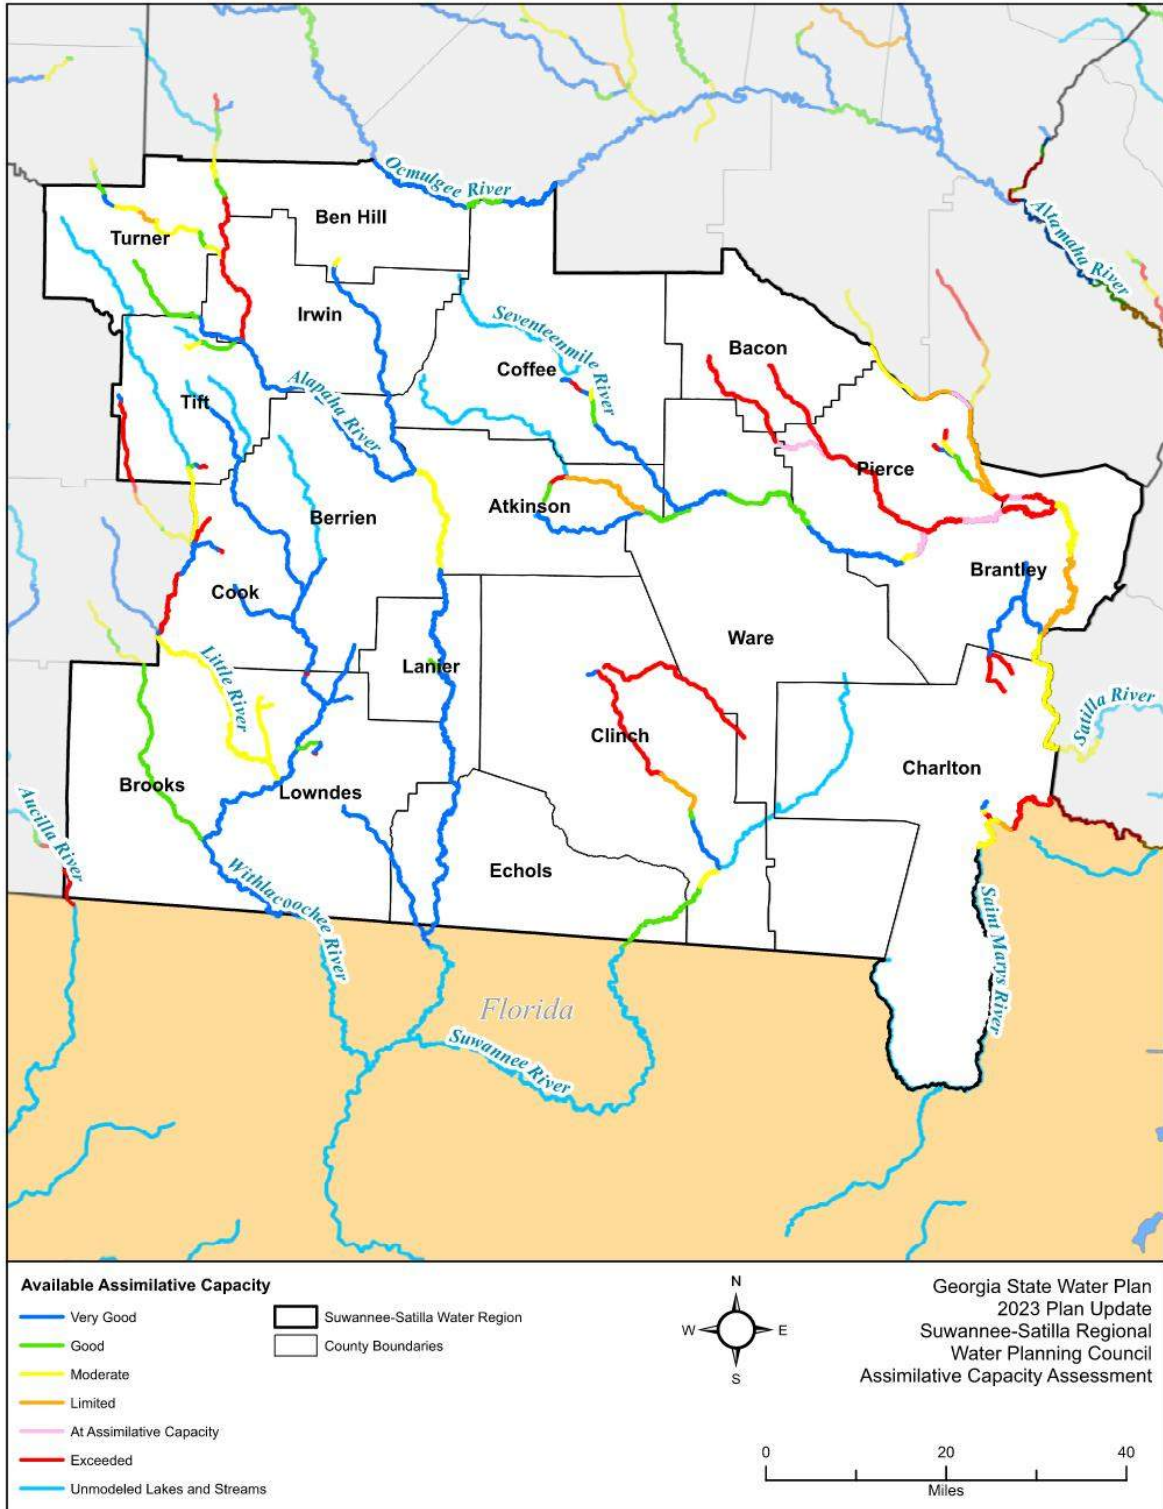 Ocmulgee River
Ben Hill
Turner
Altamaha River
Irwin
Seventeenmile River
Bacon
Coffee
Alapaha River
Tift
Pierce
Atkinson
Berrien
Brantley
Cook
Ware
Little River
Lanier
Satilla River
Clinch
Charlton
Brooks
Lowndes
Aucilla River
Withlacoochee River
Echols
Saint Marys River
Florida
Suwannee River
Available Assimilative Capacity
Very Good
Good
Moderate
Limited
At Assimilative Capacity
Exceeded
Unmodeled Lakes and Streams
Suwannee-Satilla Water Region
County Boundaries
N
W E
S
Georgia State Water Plan
2023 Plan Update
Suwannee-Satilla Regional
Water Planning Council
Assimilative Capacity Assessment
0 20 40
Miles